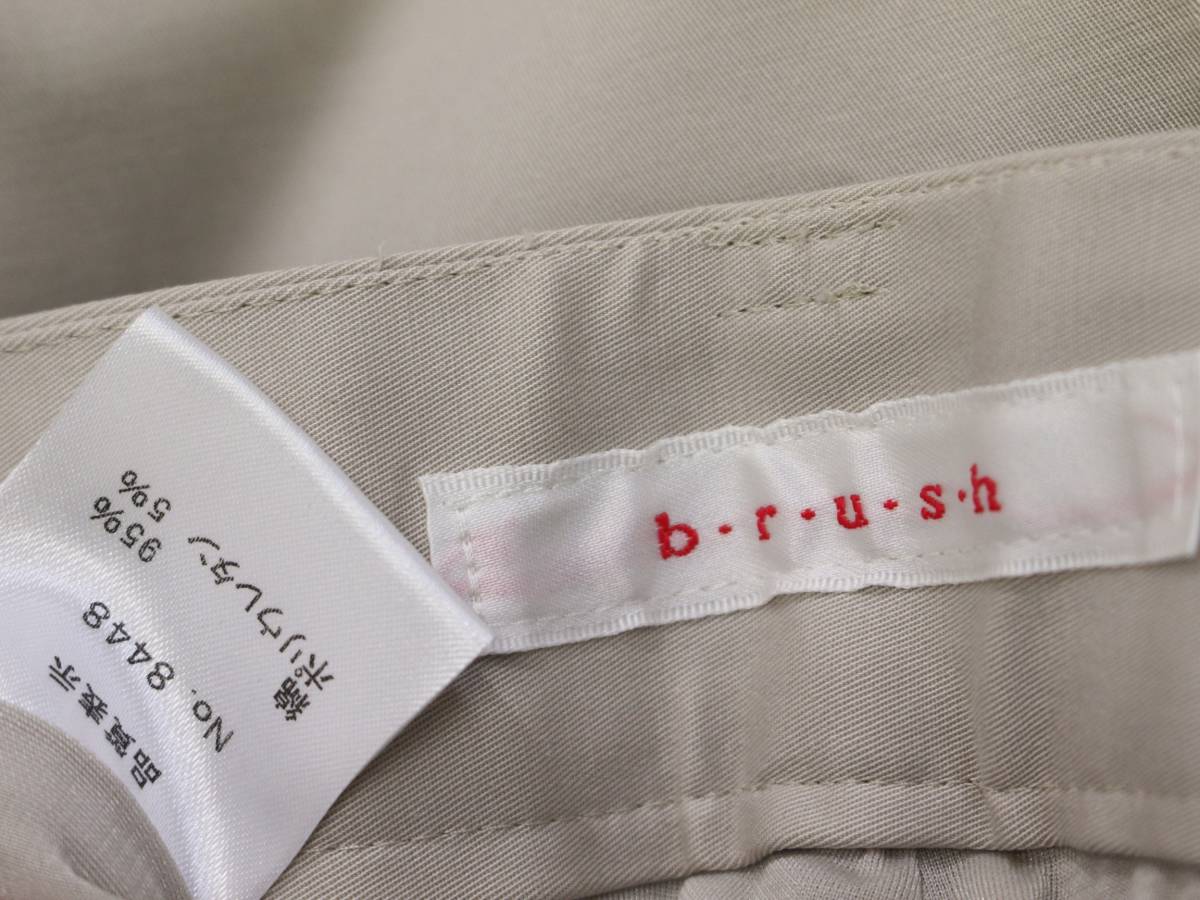 b·r·u·s·h
品質表示
No. 8448
綿 95%
ポリウレタン 5%